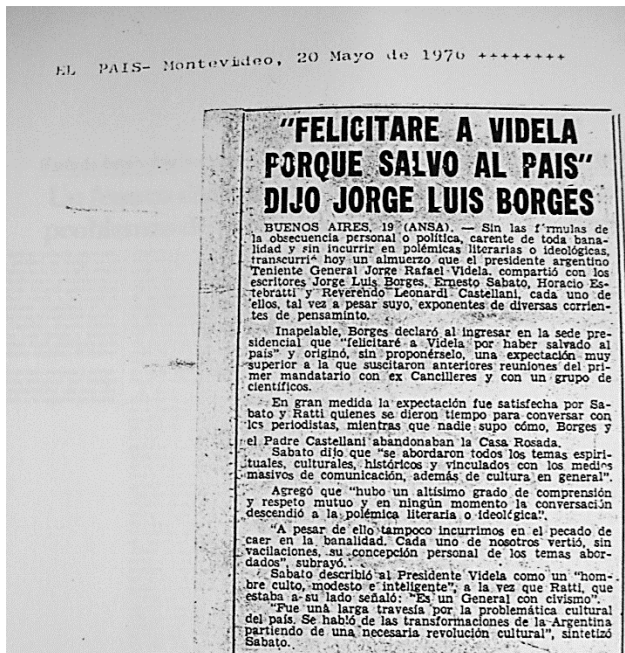 EL PAIS- Montevideo, 20 Mayo de 1976 ++++++++
"FELICITARE A VIDELA
PORQUE SALVO AL PAIS"
DIJO JORGE LUIS BORGES
BUENOS AIRES, 19 (ANSA). — Sin las f'rmulas de
la obsecuencia personal o política, carente de toda bana-
lidad y sin incurrir en polémicas literarias o ideológicas,
transcurrió hoy un almuerzo que el presidente argentino
Teniente General Jorge Rafael Videla, compartió con los
escritores Jorge Luis Borges, Ernesto Sabato, Horacio Es-
tebratti y Reverendo Leonardi Castellani, cada uno de
ellos, tal vez a pesar suyo, exponentes de diversas corrien-
tes de pensaminto.
Inapelable, Borges declaró al ingresar en la sede pre-
sidencial que "felicitaré a Videla por haber salvado al
país" y originó, sin proponérselo, una expectación muy
superior a la que suscitaron anteriores reuniones del pri-
mer mandatario con ex Cancilleres y con un grupo de
científicos.
En gran medida la expectación fue satisfecha por Sa-
bato y Ratti quienes se dieron tiempo para conversar con
los periodistas, mientras que nadie supo cómo, Borges y
el Padre Castellani abandonaban la Casa Rosada.
Sabato dijo que "se abordaron todos los temas espiri-
tuales, culturales, históricos y vinculados con los medios
masivos de comunicación, además de cultura en general".
Agregó que "hubo un altísimo grado de comprensión
y respeto mutuo y en ningún momento la conversación
descendió a la polémica literaria o ideológica".
"A pesar de ello tampoco incurrimos en el pecado de
caer en la banalidad. Cada uno de nosotros vertió, sin
vacilaciones, su concepción personal de los temas abor-
dados", subrayó.
Sabato describió al Presidente Videla como un "hom-
bre culto, modesto e inteligente", a la vez que Ratti, que
estaba a su lado señaló: "Es un General con civismo".
"Fue una larga travesía por la problemática cultural
del país. Se habló de las transformaciones de la Argentina
partiendo de una necesaria revolución cultural", sintetizó
Sabato.